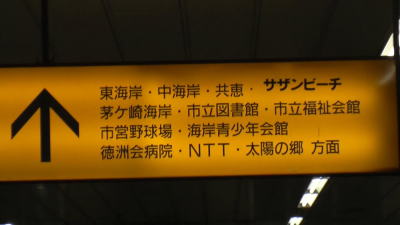 東海岸・中海岸・共恵・サザンビーチ
茅ケ崎海岸・市立図書館・市立福祉会館
市営野球場・海岸青少年会館
徳洲会病院・NTT・太陽の郷 方面